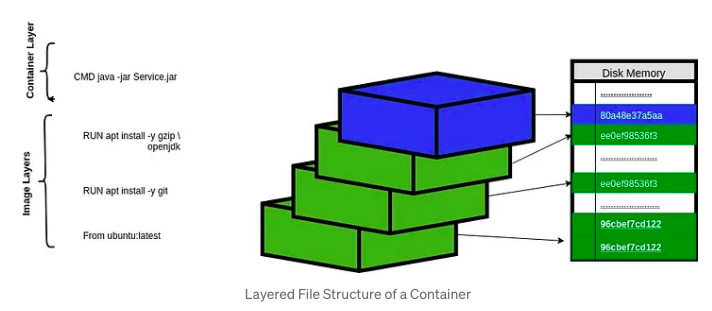 Container Layer
CMD java -jar Service.jar
Image Layers
RUN apt install -y gzip \
openjdk
RUN apt install -y git
From ubuntu:latest
Disk Memory
80a48e37a5aa
ee0ef98536f3
ee0ef98536f3
96cbef7cd122
96cbef7cd122
Layered File Structure of a Container